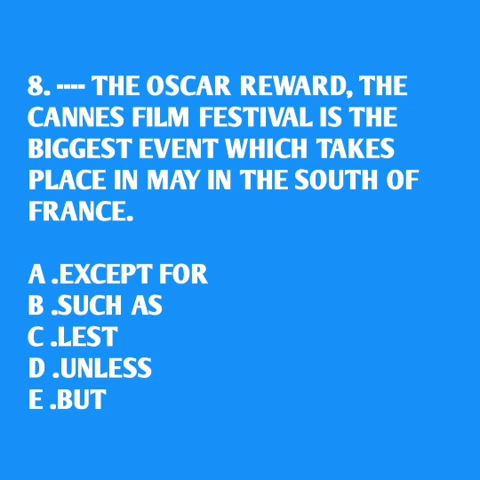 8. ---- THE OSCAR REWARD, THE
CANNES FILM FESTIVAL IS THE
BIGGEST EVENT WHICH TAKES
PLACE IN MAY IN THE SOUTH OF
FRANCE.
A .EXCEPT FOR
B .SUCH AS
C .LEST
D .UNLESS
E .BUT